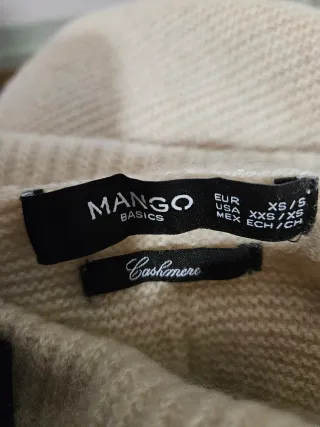 MANGO
BASICS
EUR XS/S
USA XXS/XS
MEX ECH/CH
Cashmere